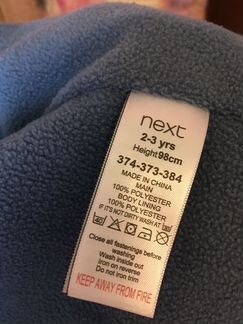 next
2-3 yrs
Height98cm
374-373-384
MADE IN CHINA
MAIN
100% POLYESTER
BODY LINING
100% POLYESTER
IF IT'S NOT DIRTY WASH AT
40
Close all fastenings before
washing
Wash inside out
Iron on reverse
Do not iron trim
KEEP AWAY FROM FIRE